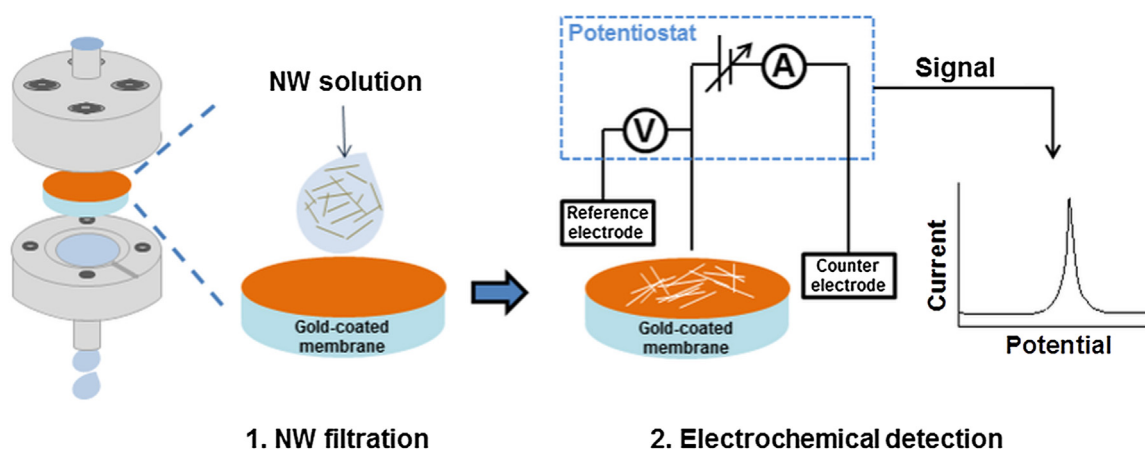 NW solution
Gold-coated
membrane
1. NW filtration
Potentiostat
A
V
Reference
electrode
Counter
electrode
Gold-coated
membrane
2. Electrochemical detection
Signal
Current
Potential